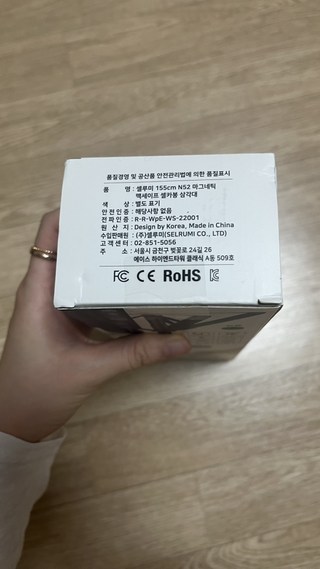 품질경영 및 공산품 안전관리법에 의한 품질표시
품 명 : 셀루미 155cm N52 마그네틱
맥세이프 셀카봉 삼각대
색 상 : 별도 표기
안전인증 : 해당사항 없음
전파인증 : R-R-WpE-WS-22001
원 산 지 : Design by Korea, Made in China
수입판매원 : (주)셀루미(SELRUMI CO., LTD)
고객센터 : 02-851-5056
주 소 : 서울시 금천구 벚꽃로 24길 26
에이스 하이엔드타워 클래식 A동 509호
FC CE RoHS